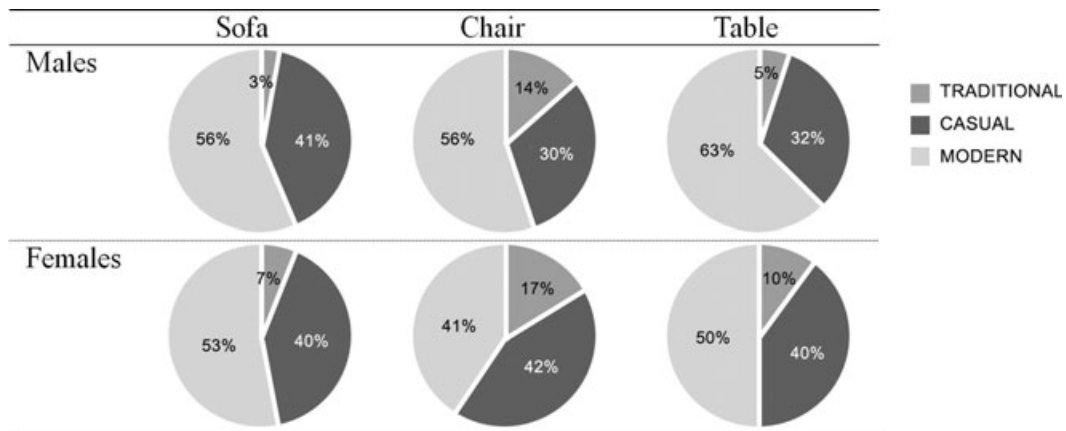 Sofa Chair Table
Males
3% 41% 56%
14% 30% 56%
5% 32% 63%
TRADITIONAL
CASUAL
MODERN
Females
7% 40% 53%
17% 42% 41%
10% 40% 50%